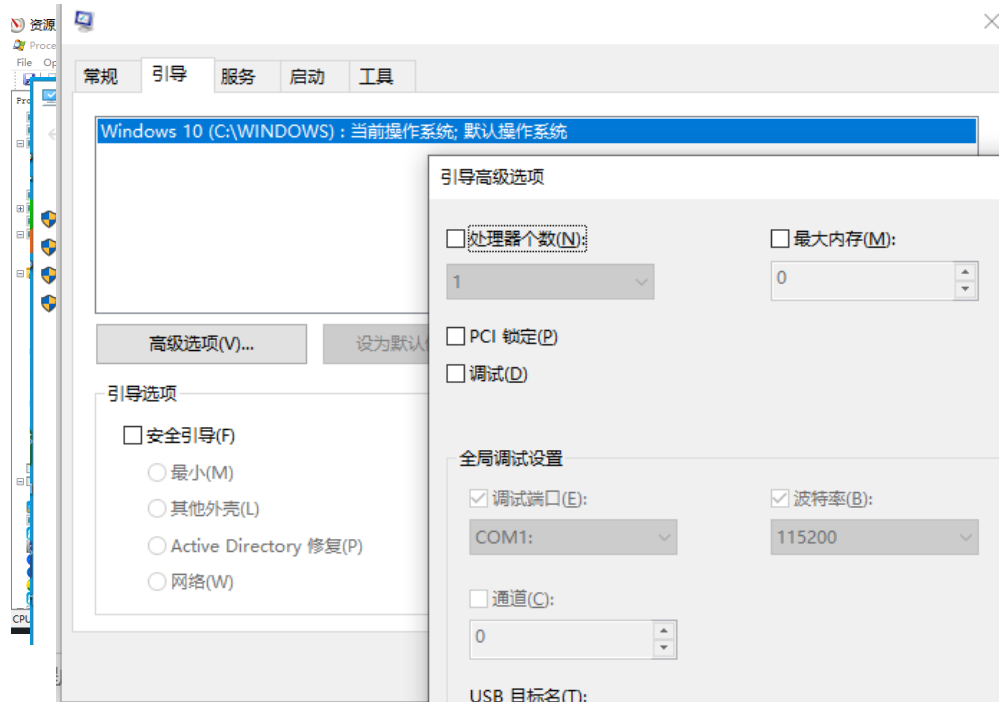 资源
Proce
File Op
Pro
常规 引导 服务 启动 工具
Windows 10 (C:\WINDOWS) : 当前操作系统; 默认操作系统
高级选项(V)... 设为默认
引导选项
安全引导(F)
最小(M)
其他外壳(L)
Active Directory 修复(P)
网络(W)
CPU
引导高级选项
处理器个数(N): 最大内存(M):
1 0
PCI 锁定(P)
调试(D)
全局调试设置
调试端口(E): 波特率(B):
COM1: 115200
通道(C):
0
USB 目标名(T):